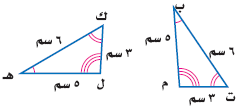 ك
٦ سم
٣ سم
هـ
٥ سم
ل
ب
٥ سم
٦ سم
م
٣ سم
ت